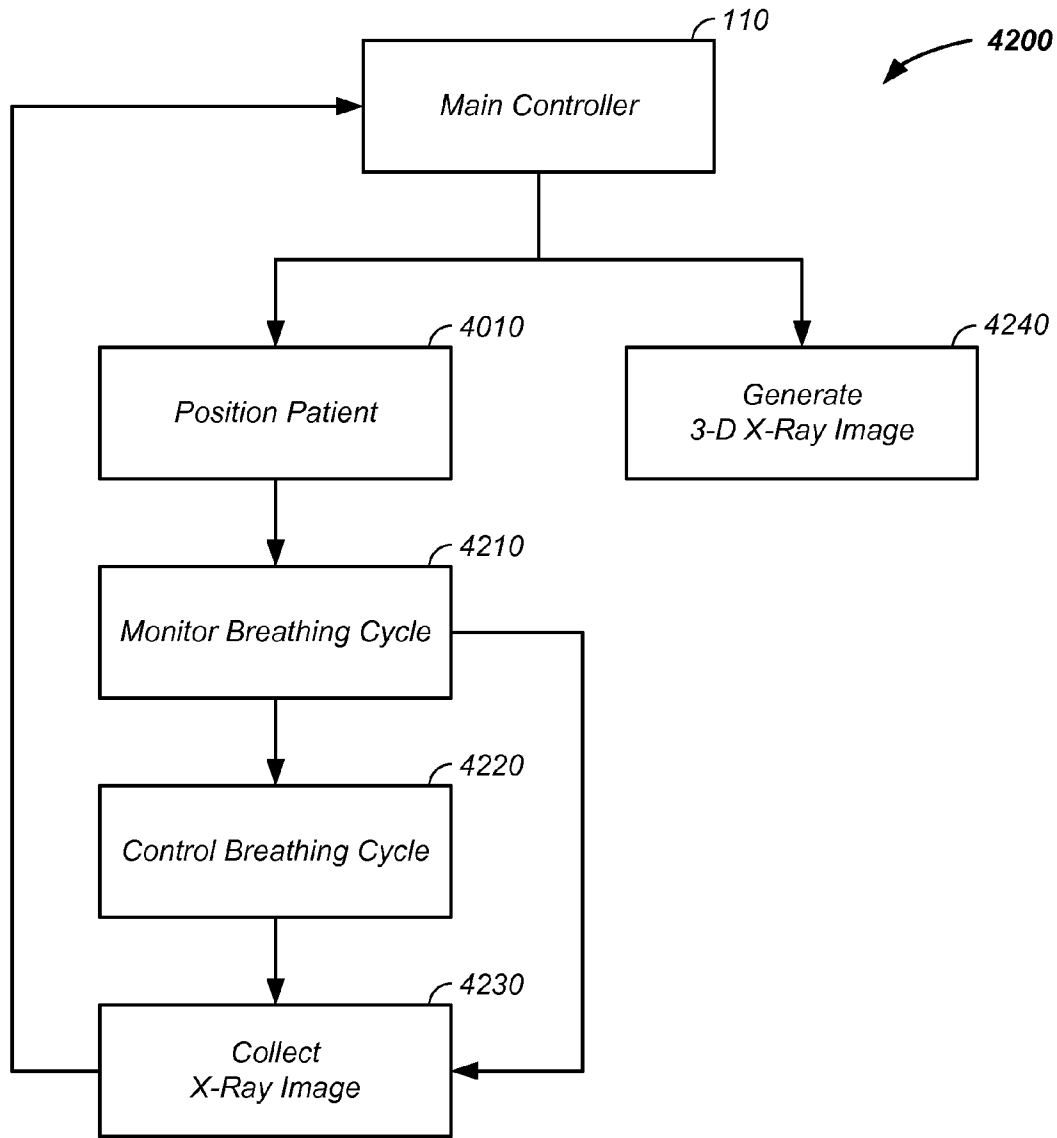 110
4200
Main Controller
4010
4240
Position Patient
Generate
3-D X-Ray Image
4210
Monitor Breathing Cycle
4220
Control Breathing Cycle
4230
Collect
X-Ray Image